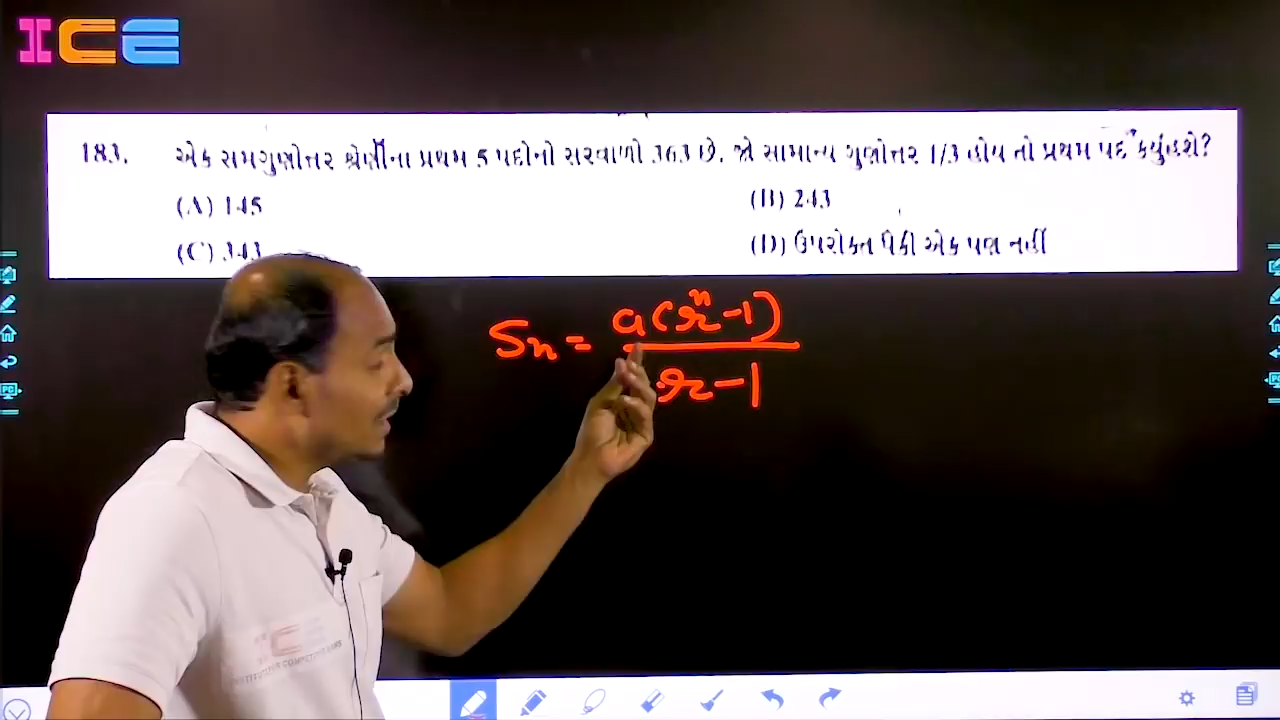 ICE
183. એક સમગુણોત્તર શ્રેણીના પ્રથમ 5 પદોનો સરવાળો 363 છે. જો સામાન્ય ગુણોત્તર 1/3 હોય તો પ્રથમ પદ કયું હશે?
(A) 145 (B) 243
(C) 343 (D) ઉપરોક્ત પૈકી એક પણ નહીં
Sn = a(r^n - 1)
r - 1
ICE